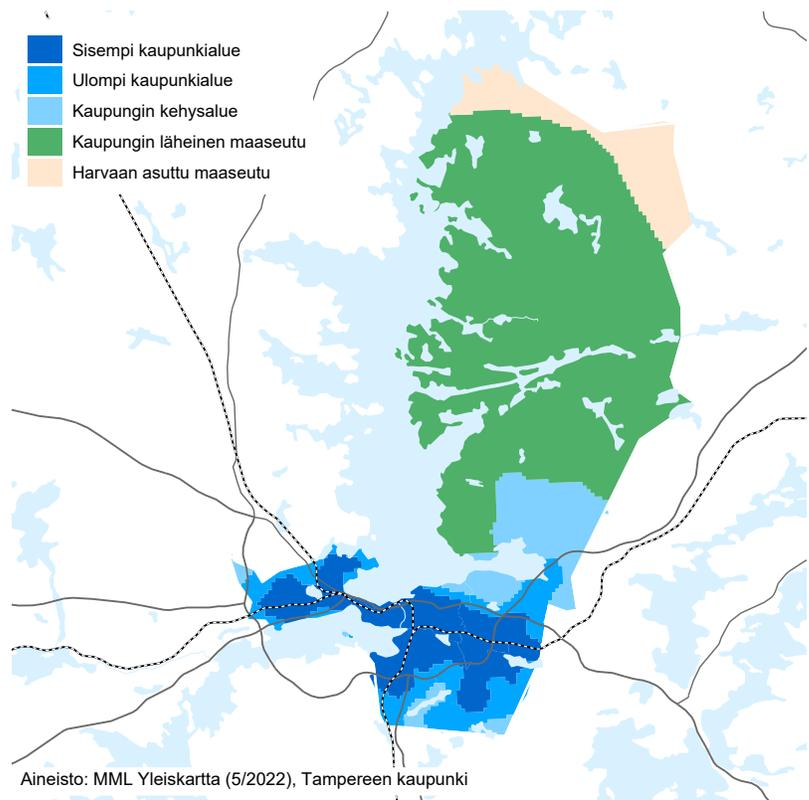 Sisempi kaupunkialue
Ulompi kaupunkialue
Kaupungin kehysalue
Kaupungin läheinen maaseutu
Harvaan asuttu maaseutu
Aineisto: MML Yleiskartta (5/2022), Tampereen kaupunki